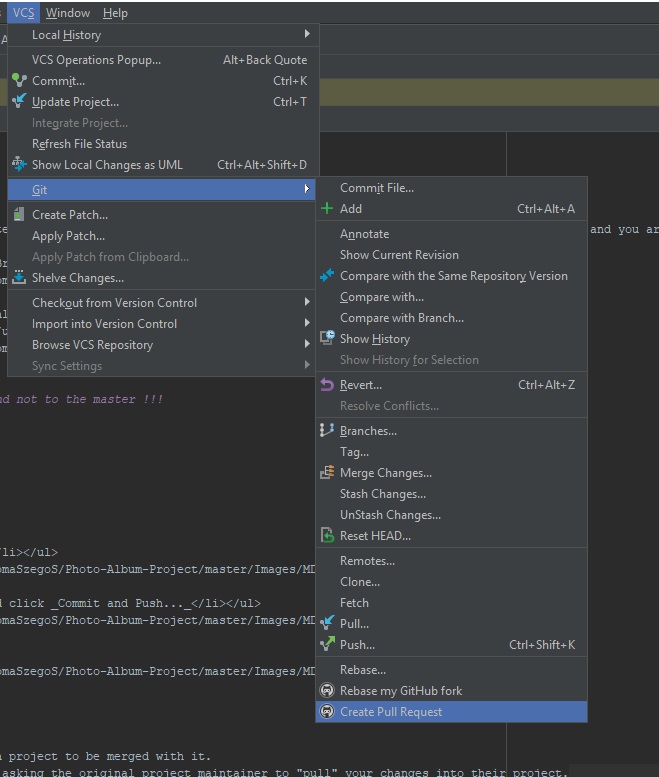 VCS Window Help
Local History
VCS Operations Popup... Alt+Back Quote
Commit... Ctrl+K
Update Project... Ctrl+T
Integrate Project...
Refresh File Status
Show Local Changes as UML Ctrl+Alt+Shift+D
Git
Create Patch...
Apply Patch...
Apply Patch from Clipboard...
Shelve Changes...
Checkout from Version Control
Import into Version Control
Browse VCS Repository
Sync Settings
Commit File...
Add Ctrl+Alt+A
Annotate
Show Current Revision
Compare with the Same Repository Version
Compare with...
Compare with Branch...
Show History
Show History for Selection
Revert... Ctrl+Alt+Z
Resolve Conflicts...
Branches...
Tag...
Merge Changes...
Stash Changes...
UnStash Changes...
Reset HEAD...
Remotes...
Clone...
Fetch
Pull...
Push... Ctrl+Shift+K
Rebase...
Rebase my GitHub fork
Create Pull Request
and you ar
nd not to the master !!!
/li></ul>
omaSzegoS/Photo-Album-Project/master/Images/MD
d click _Commit and Push..._</li></ul>
omaSzegoS/Photo-Album-Project/master/Images/MD
omaSzegoS/Photo-Album-Project/master/Images/MD
project to be merged with it.
asking the original project maintainer to "pull" your changes into their project.